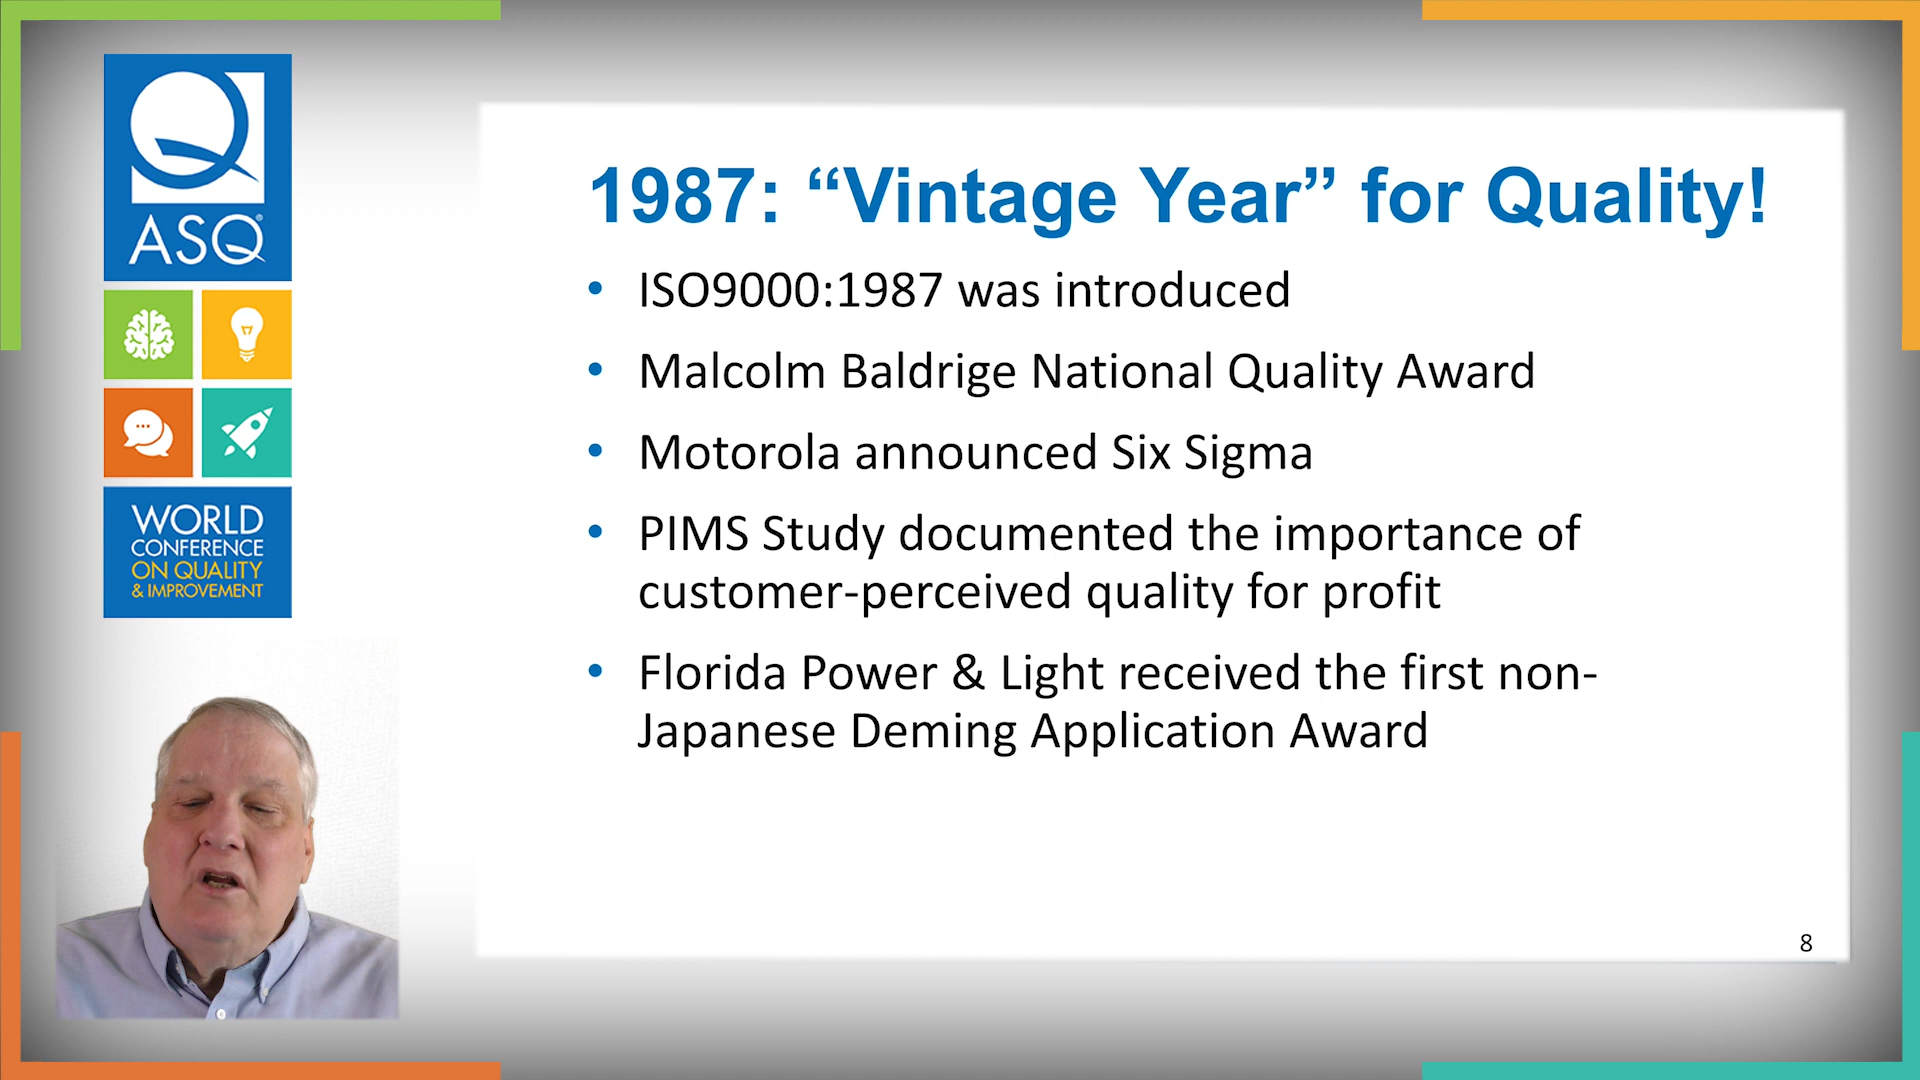 ASQ®
WORLD
CONFERENCE
ON QUALITY
& IMPROVEMENT
1987: “Vintage Year” for Quality!
• ISO9000:1987 was introduced
• Malcolm Baldrige National Quality Award
• Motorola announced Six Sigma
• PIMS Study documented the importance of
customer-perceived quality for profit
• Florida Power & Light received the first non-
Japanese Deming Application Award
8